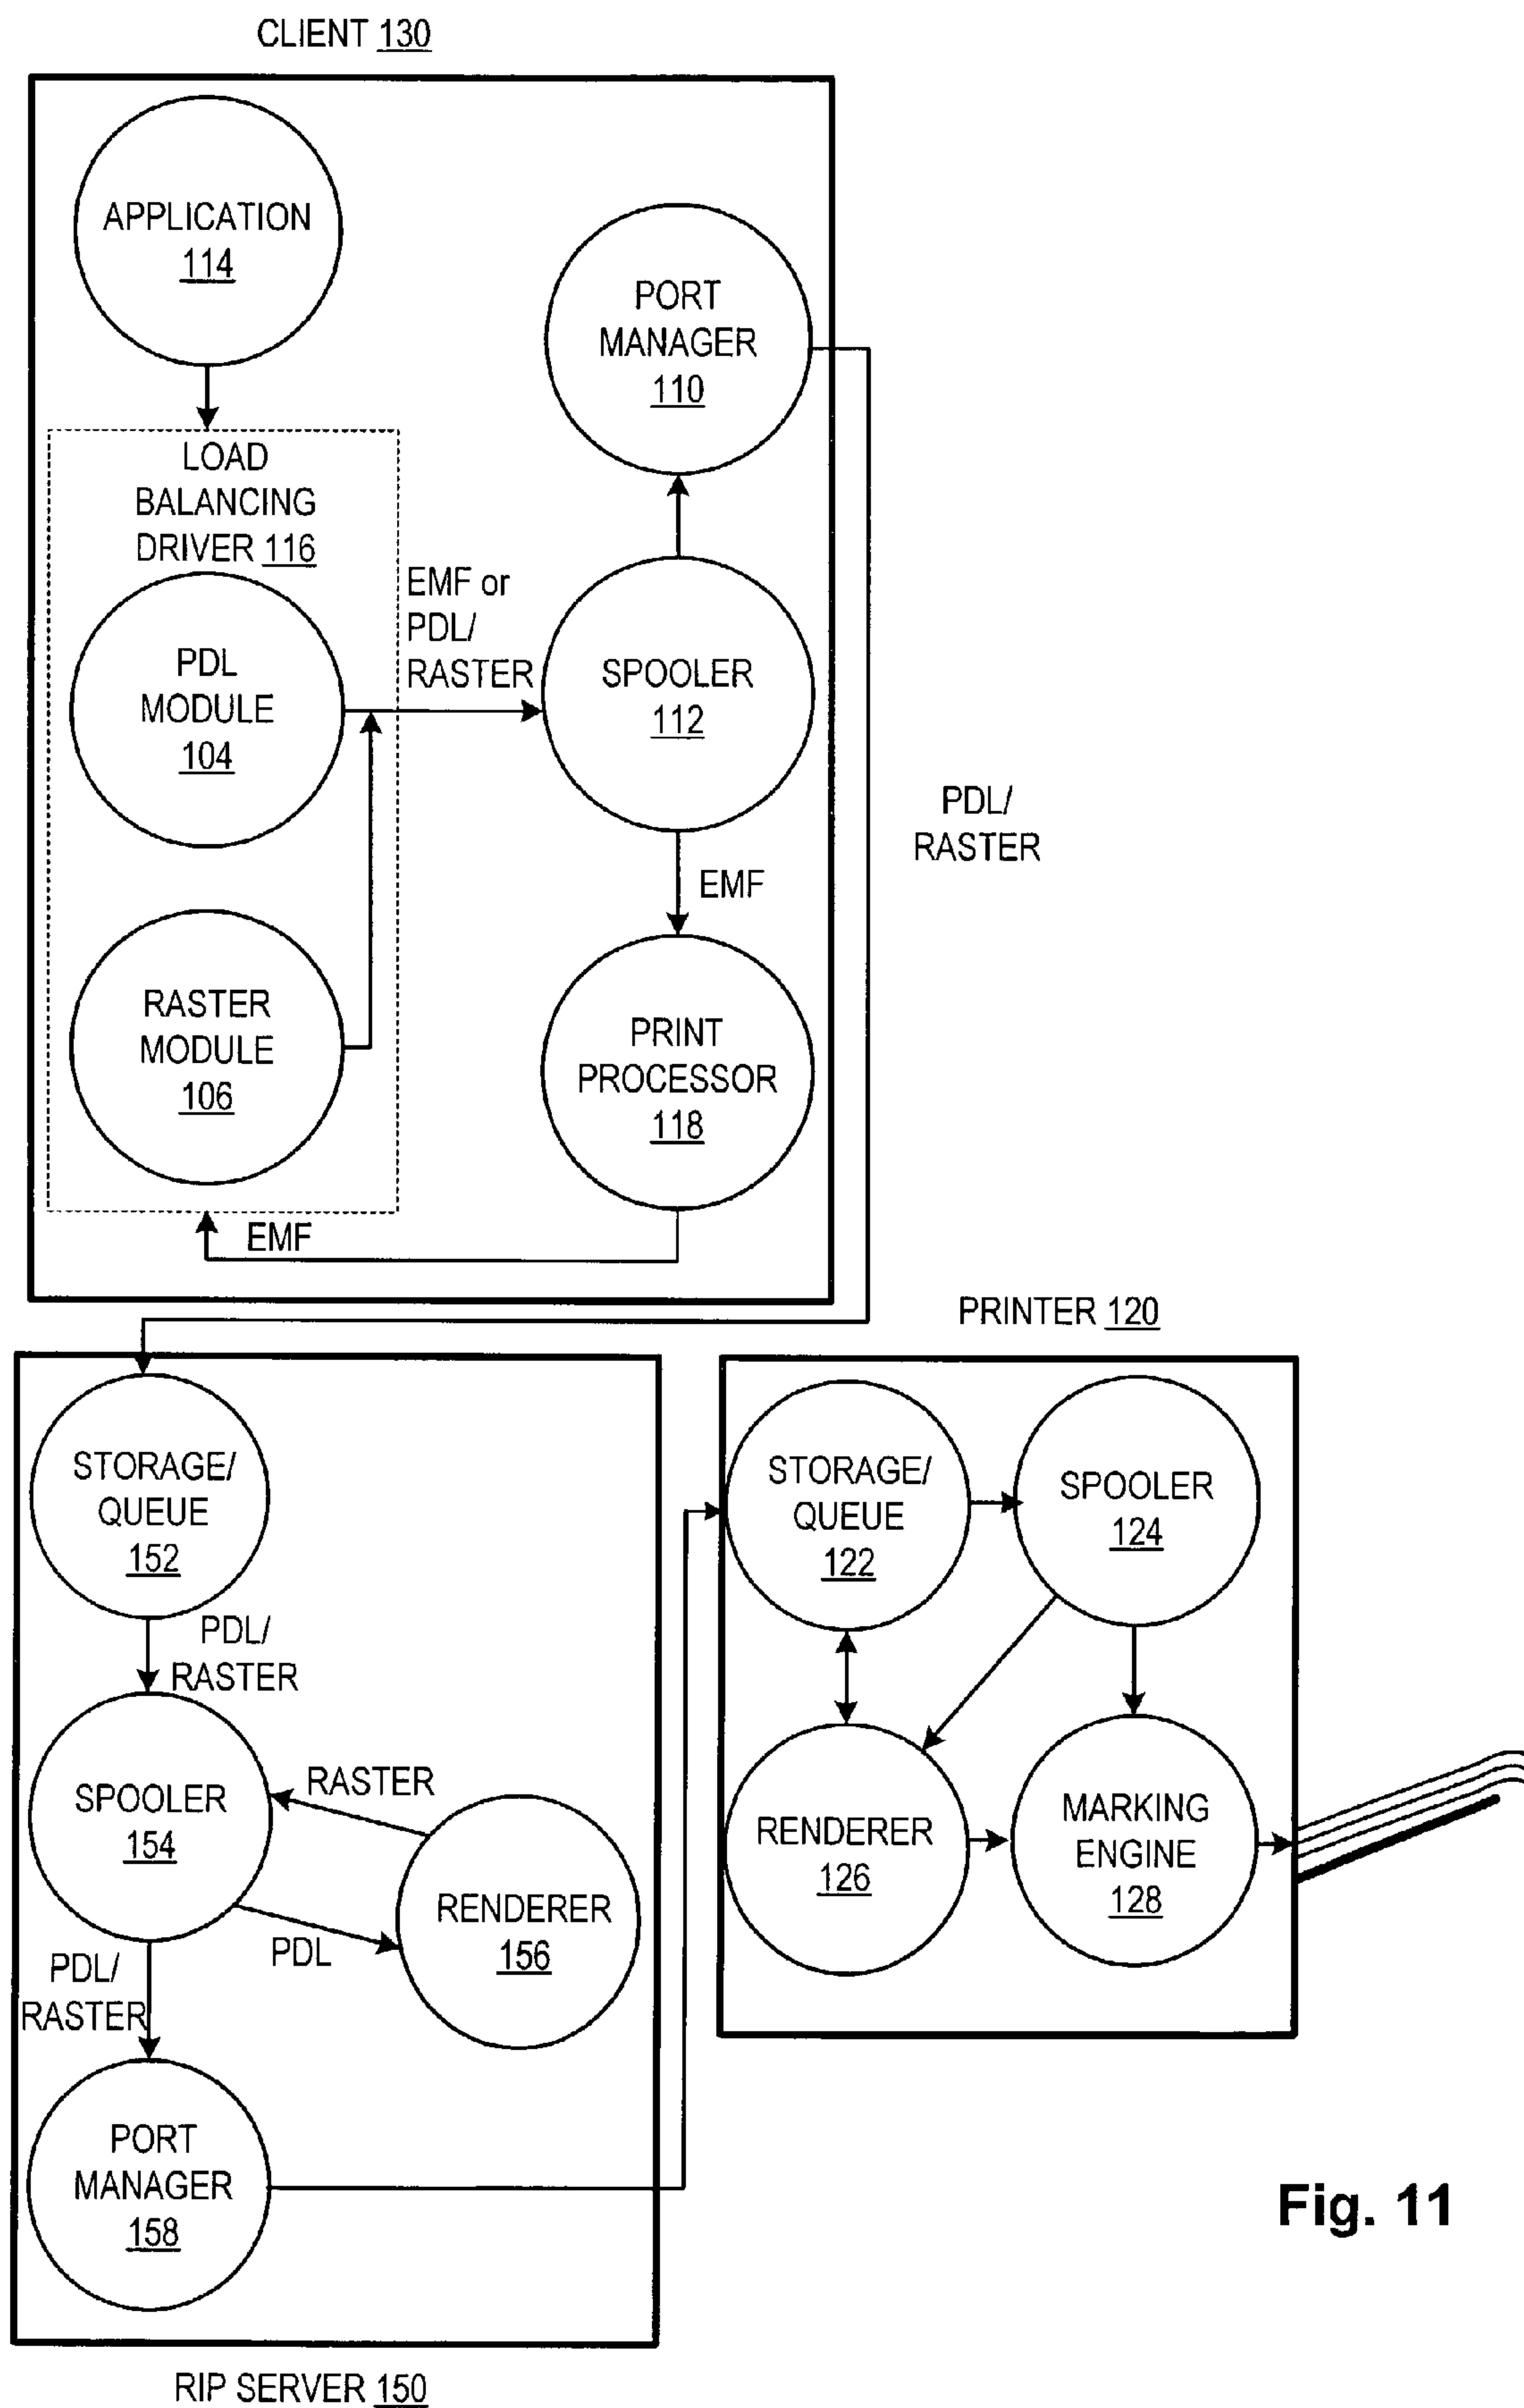 CLIENT 130
APPLICATION
114
PORT
MANAGER
110
LOAD
BALANCING
DRIVER 116
EMF or
PDL/
RASTER
PDL
MODULE
104
SPOOLER
112
PDL/
RASTER
EMF
RASTER
MODULE
106
PRINT
PROCESSOR
118
EMF
PRINTER 120
STORAGE/
QUEUE
152
STORAGE/
QUEUE
122
SPOOLER
124
PDL/
RASTER
SPOOLER
154
RASTER
RENDERER
156
PDL
PDL/
RASTER
RENDERER
126
MARKING
ENGINE
128
PORT
MANAGER
158
Fig. 11
RIP SERVER 150